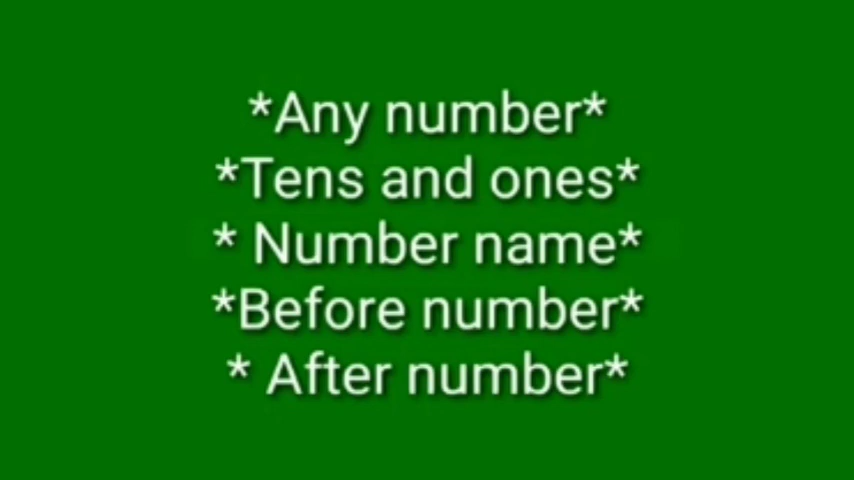 *Any number*
*Tens and ones*
* Number name*
*Before number*
* After number*